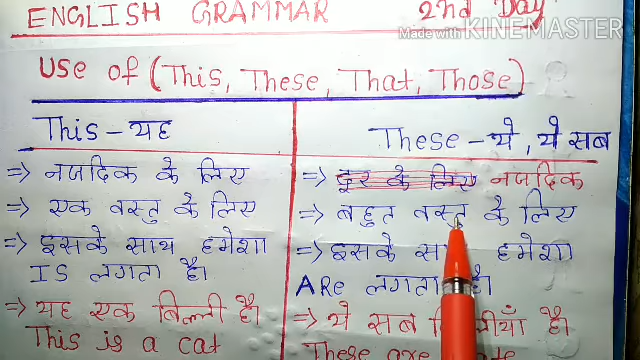 ENGLISH GRAMMAR 2nd Day
Made with KINEMASTER
Use of (This, These, That, Those)
This - यह
⇒ नजदिक के लिए
⇒ एक वस्तु के लिए
⇒ इसके साथ हमेशा
IS लगता है।
⇒ यह एक बिल्ली है।
This is a cat
These - ये, ये सब
⇒ नजदिक
⇒ बहुत वस्तु के लिए
⇒ इसके हमेशा
ARe लगता है।
⇒ ये सब है।
These are